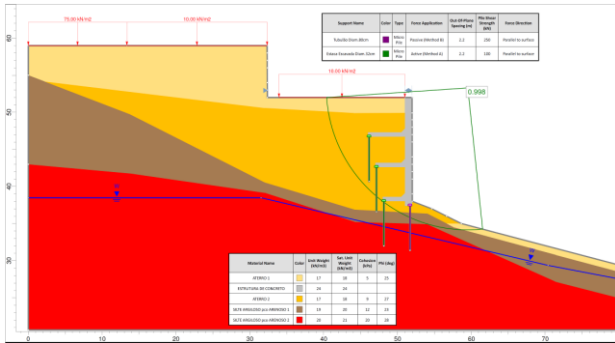 75.00 kN/m2
10.00 kN/m2
10.00 kN/m2
0.998
Support Name Color Type Force Application Out-Of-Plane Spacing (m) Pile Shear Strength (kN) Force Direction
Tubulão Diam.80cm Micro Pile Passive (Method B) 2.2 250 Parallel to surface
Estaca Escavada Diam 32cm Micro Pile Active (Method A) 2.2 100 Parallel to surface
Material Name Color Unit Weight (kN/m3) Sat. Unit Weight (kN/m3) Cohesion (kPa) Phi (deg)
ATERRO 1 17 18 5 25
ESTRUTURA DE CONCRETO 24 24
ATERRO 2 17 18 9 27
SILTE ARGILOSO pco ARENOSO 1 19 20 12 25
SILTE ARGILOSO pco ARENOSO 2 20 21 20 28
60
50
40
30
0 10 20 30 40 50 60 70